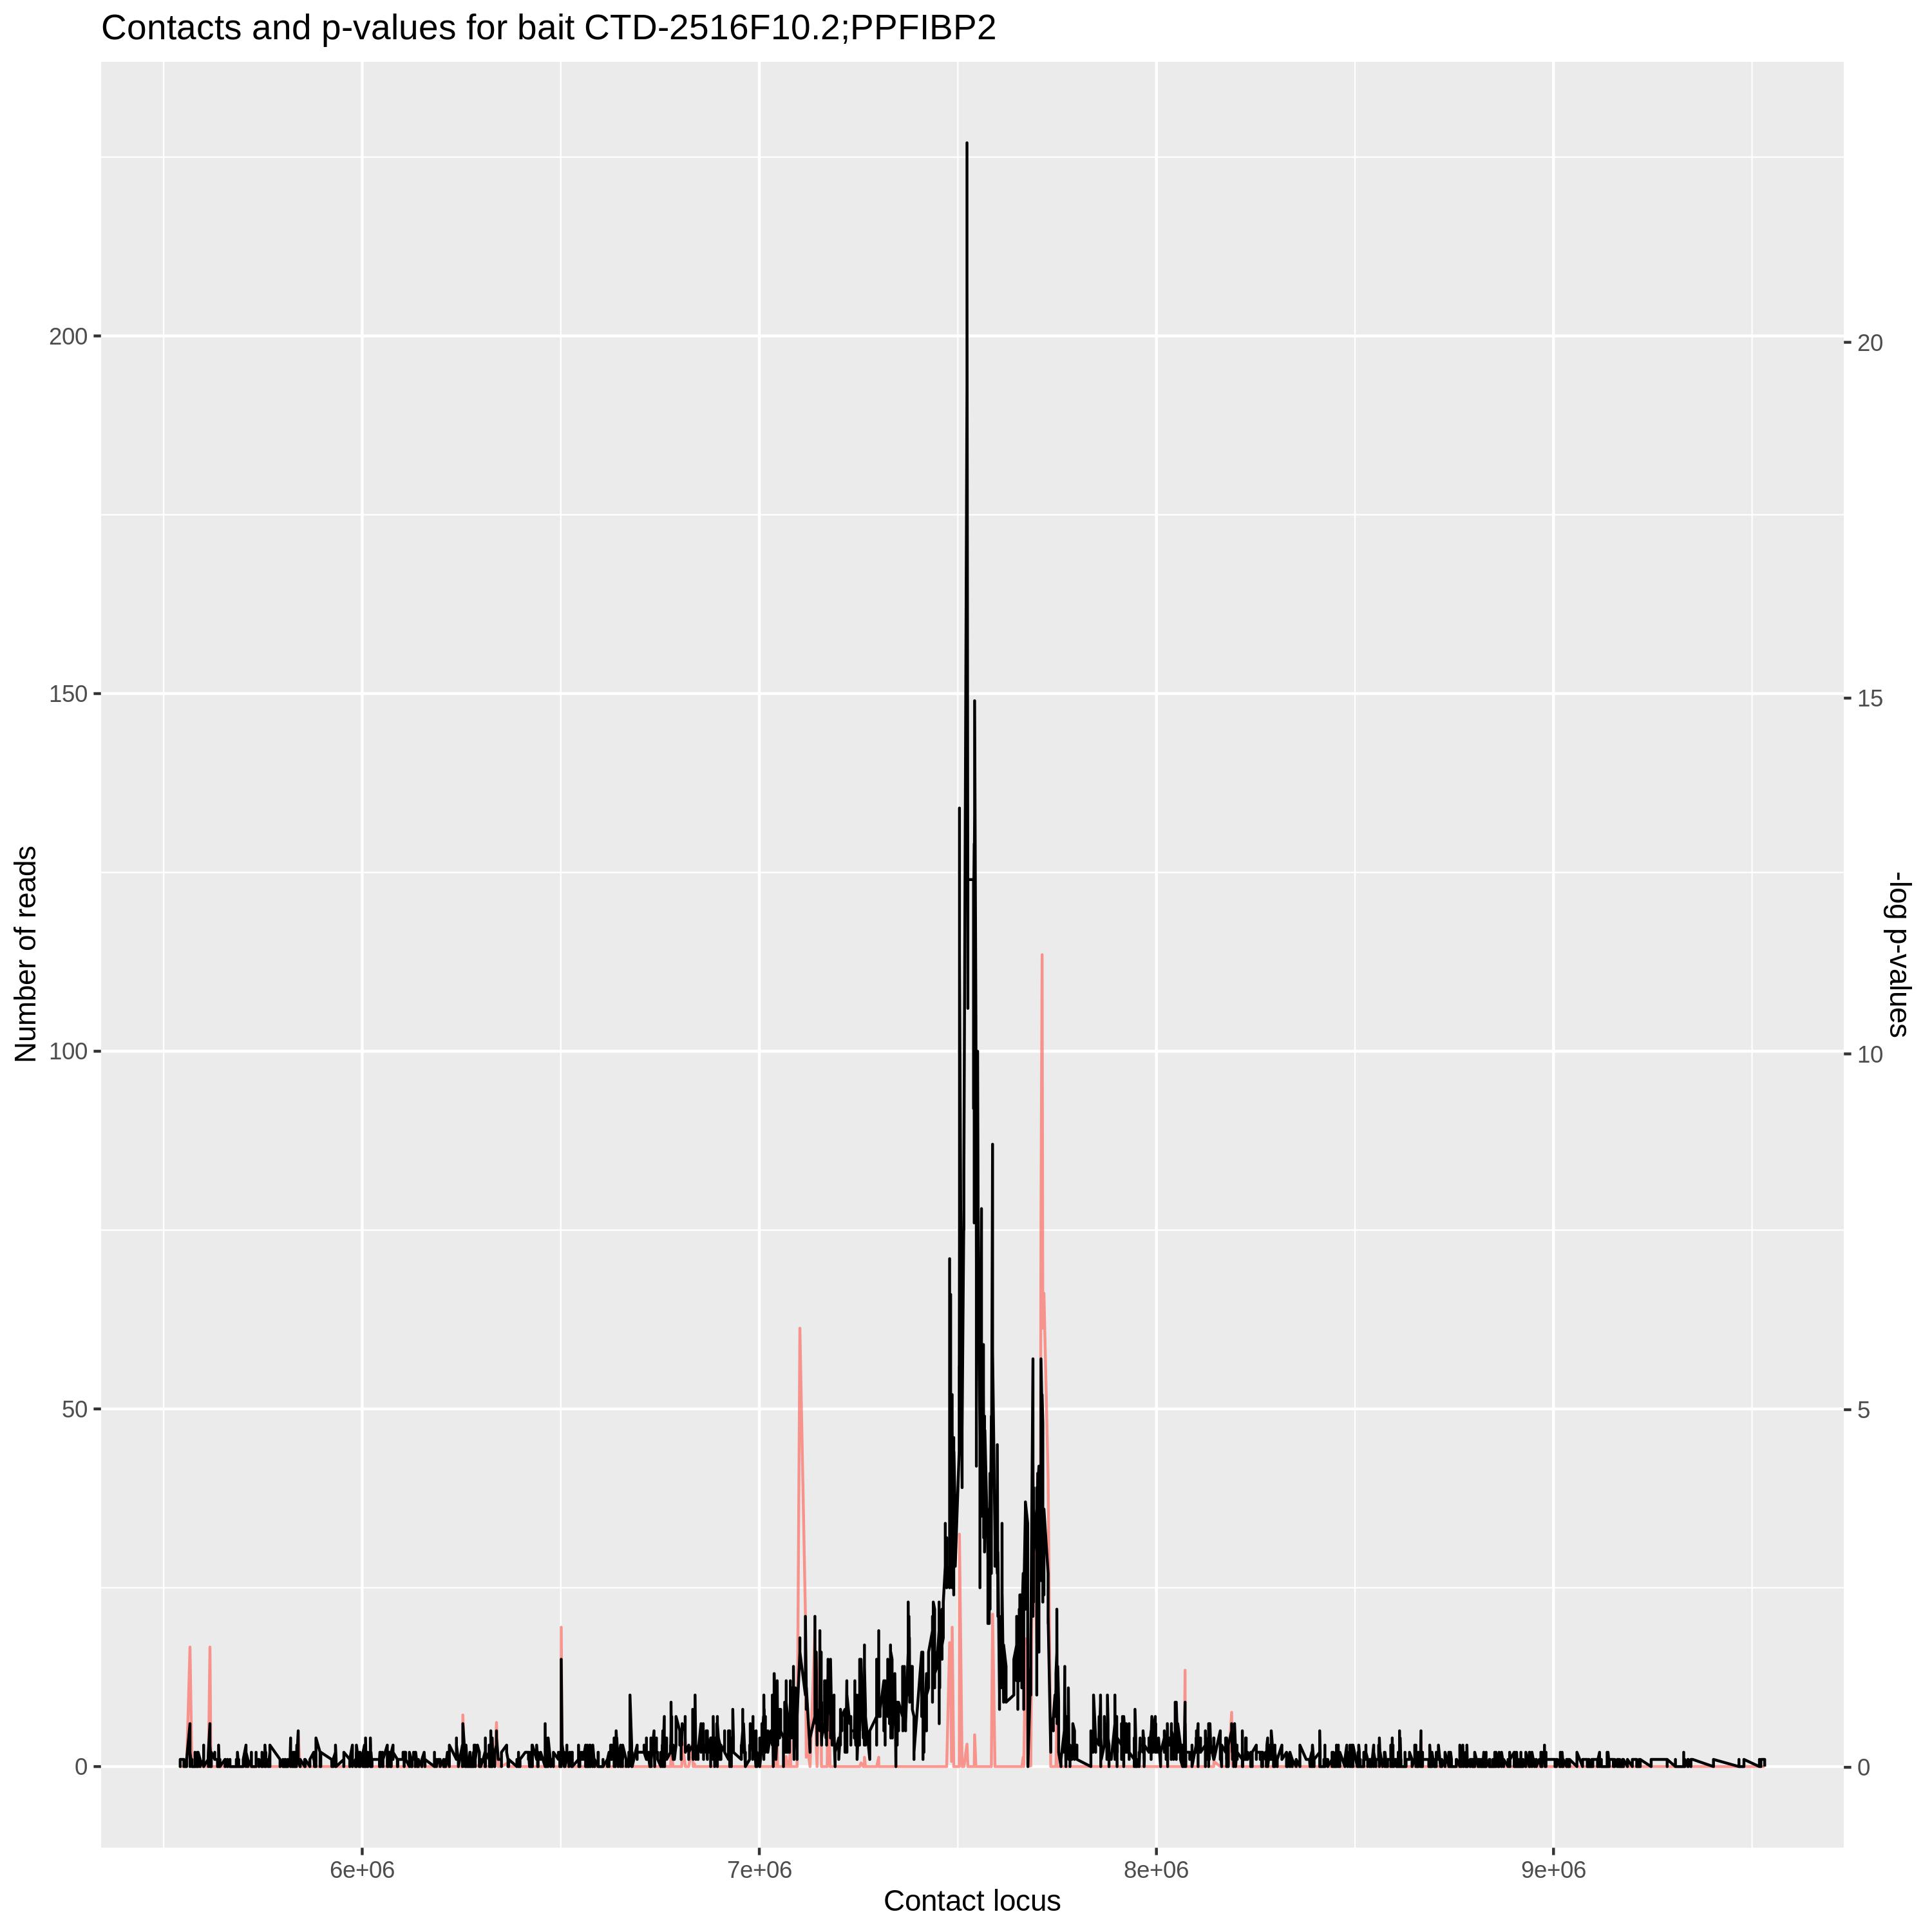 Contacts and p-values for bait CTD-2516F10.2;PPFIBP2
Number of reads
200
150
100
50
0
20
15
10
5
0
-log p-values
6e+06
7e+06
8e+06
9e+06
Contact locus